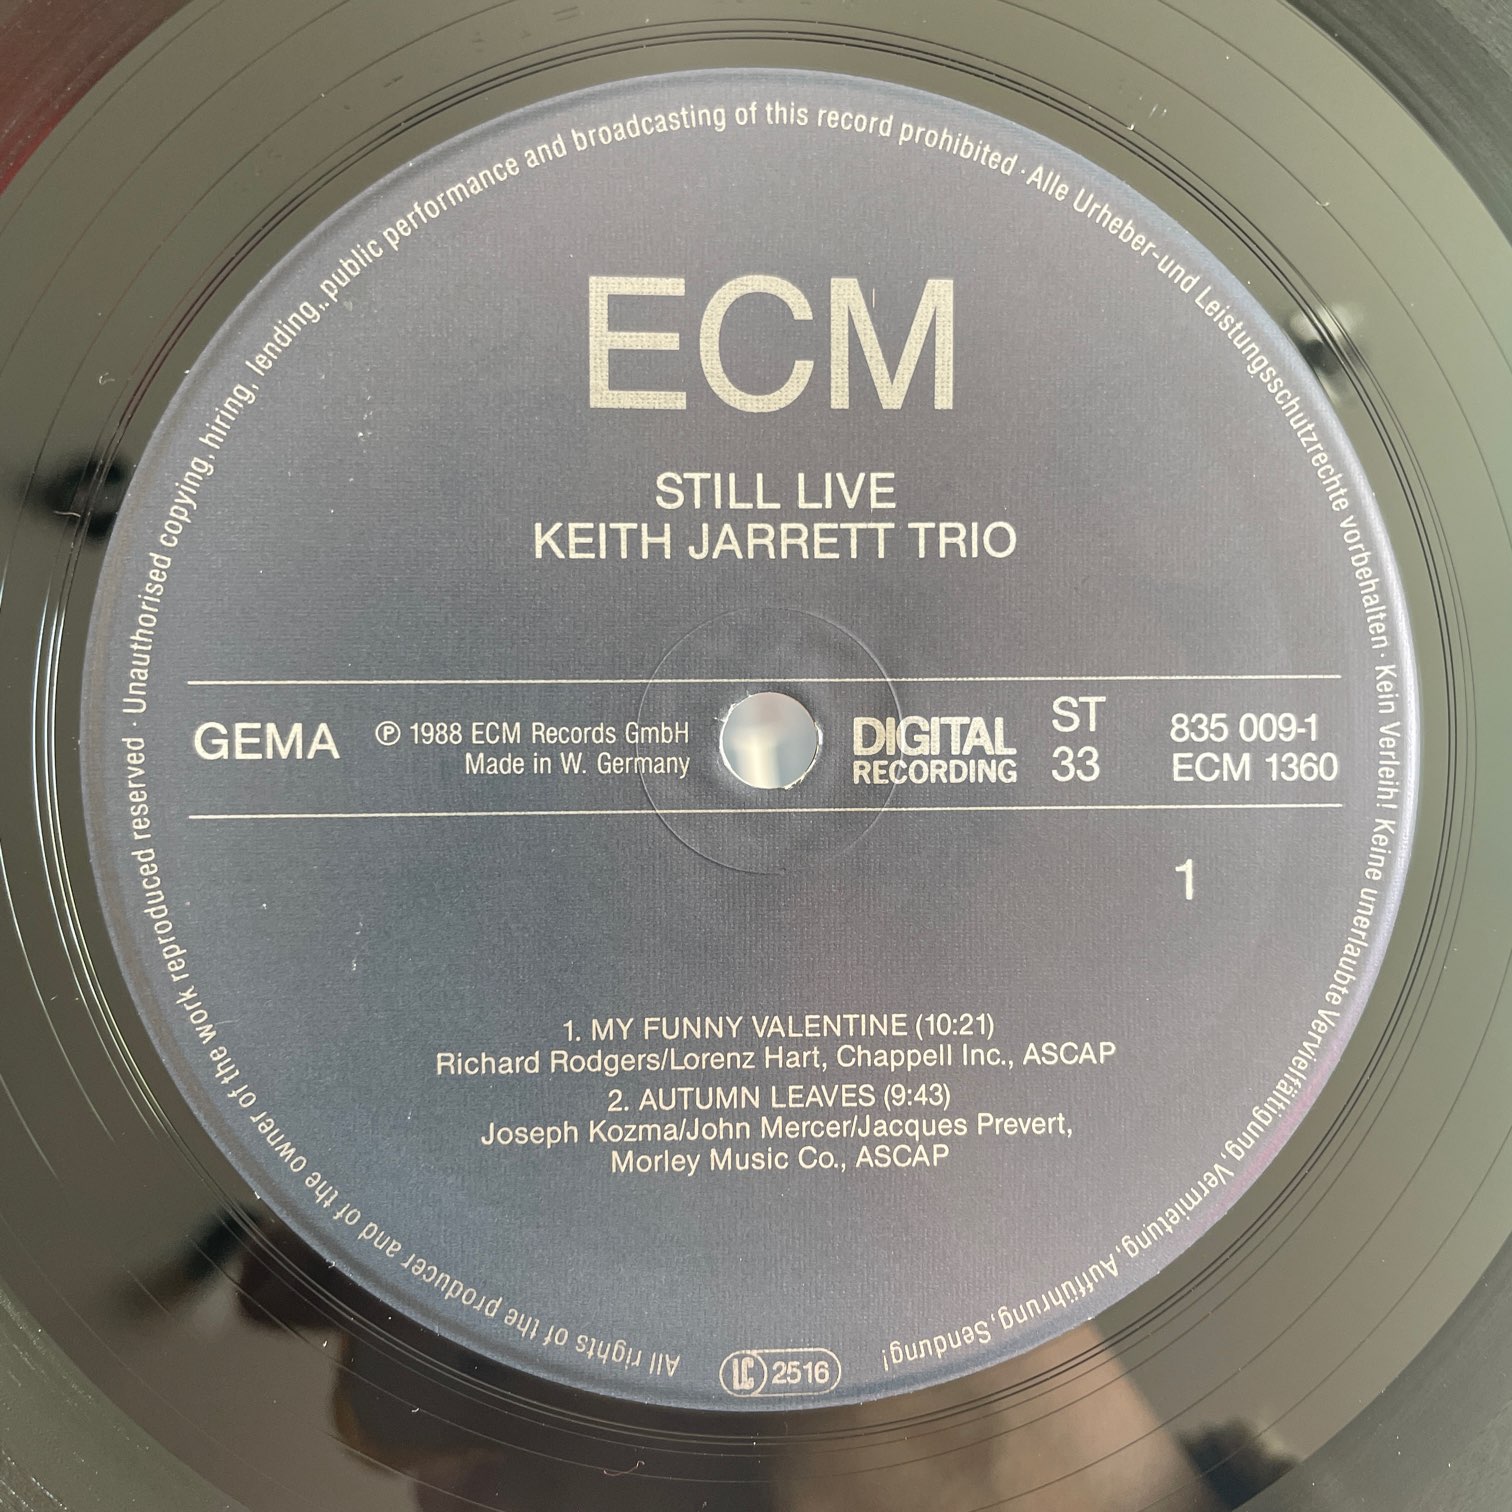 All rights of the producer and of the owner of the work reproduced reserved · Unauthorised copying, hiring, lending, public performance and broadcasting of this record prohibited · Alle Urheber-und Leistungsschutzrechte vorbehalten · Kein Verleih! Keine unerlaubte Vervielfältigung, Vermietung, Aufführung, Sendung!
ECM
STILL LIVE
KEITH JARRETT TRIO
GEMA
℗ 1988 ECM Records GmbH
Made in W. Germany
DIGITAL
RECORDING
ST
33
835 009-1
ECM 1360
1
1. MY FUNNY VALENTINE (10:21)
Richard Rodgers/Lorenz Hart, Chappell Inc., ASCAP
2. AUTUMN LEAVES (9:43)
Joseph Kozma/John Mercer/Jacques Prevert,
Morley Music Co., ASCAP
LC 2516